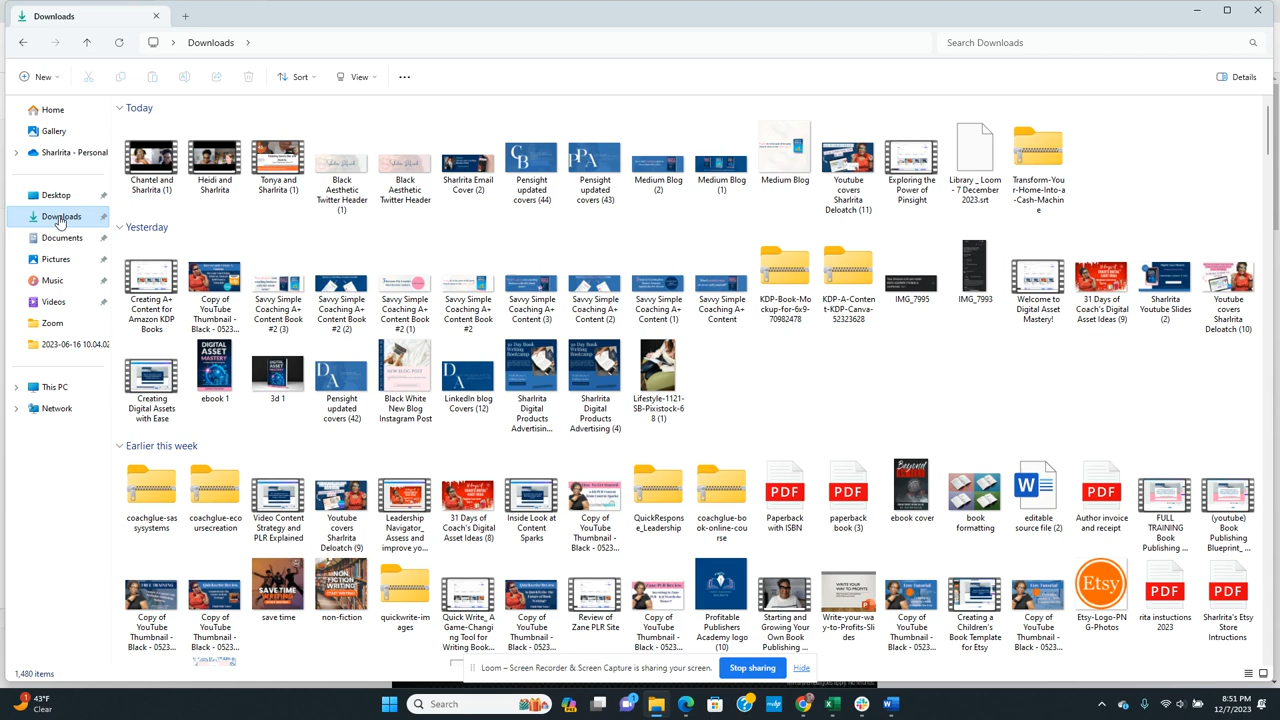 Downloads
Downloads
Search Downloads
New
Sort
View
Details
Home
Gallery
Sharlrita - Personal
Desktop
Downloads
Documents
Pictures
Music
Videos
Zoom
2023-06-16 10.04.02
This PC
Network
Today
Chantel and Sharlrita (1)
Heidi and Sharlrita
Tonya and Sharlrita (1)
Black Aesthetic Twitter Header (1)
Black Aesthetic Twitter Header
Sharlrita Email Cover (2)
Pensight updated covers (44)
Pensight updated covers (43)
Medium Blog (2)
Medium Blog (1)
Medium Blog
Youtube covers Sharlrita Deloatch (11)
Exploring the Power of Pinsight
Library _ Loom - 7 December 2023.srt
Transform-Your-Home-Into-a-Cash-Machine
Yesterday
Creating A+ Content for Amazon KDP Books
Copy of YouTube Thumbnail - Black - 0523...
Savvy Simple Coaching A+ Content Book #2 (3)
Savvy Simple Coaching A+ Content Book #2 (2)
Savvy Simple Coaching A+ Content Book #2 (1)
Savvy Simple Coaching A+ Content Book #2
Savvy Simple Coaching A+ Content (3)
Savvy Simple Coaching A+ Content (2)
Savvy Simple Coaching A+ Content (1)
Savvy Simple Coaching A+ Content
KDP-Book-Mockup-for-6x9-70982478
KDP-A-Content-KDP-Canva-52323628
IMG_7995
IMG_7993
Welcome to Digital Asset Mastery!
31 Days of Coach's Digital Asset Ideas (9)
Sharlrita Youtube Slides (2)
Youtube covers Sharlrita Deloatch (10)
Creating Digital Assets with Ease
ebook 1
3d 1
Pensight updated covers (42)
Black White New Blog Instagram Post
LinkedIn blog Covers (12)
Sharlrita Digital Products Advertisin...
Sharlrita Digital Products Advertising (4)
Lifestyle-1121-SB-Pixistock-68 (1)
Earlier this week
coachglue-sassysystems
coachglue-ecoursecreation
Video Content Strategy and PLR Explained
Youtube covers Sharlrita Deloatch (9)
Leadership Navigator_ Assess and improve yo...
31 Days of Coach's Digital Asset Ideas (8)
Inside Look at Content Sparks
Copy of YouTube Thumbnail - Black - 0523...
QuickResponse_Leadership
coachglue-book-online-course
Paperback with ISBN
paperback book (3)
ebook cover
book formatting
editable source file (2)
Author invoice and receipt
FULL TRAINING Book Publishing ...
(youtube) Book Publishing Blueprint_ ...
Copy of YouTube Thumbnail - Black - 0523...
Copy of YouTube Thumbnail - Black - 0523...
save time
non-fiction
quickwrite-images
Quick Write_ A Game-Changing Tool for Writing Book...
Copy of YouTube Thumbnail - Black - 0523...
Review of Zane PLR Site
Copy of YouTube Thumbnail - Black - 0523...
Profitable Publishers Academy logo (10)
Starting and Growing Your Own Book Publishing ...
Write-your-way-to-Profits-Slides
Copy of YouTube Thumbnail - Black - 0523...
Creating a Children's Book Template for Etsy
Copy of YouTube Thumbnail - Black - 0523...
Etsy-Logo-PNG-Photos
rita instuctions 2023
Sharlrita's Etsy Store Intructions
1,480 items
Loom – Screen Recorder & Screen Capture is sharing your screen.
Stop sharing
Hide
43°F
Clear
Search
8:51 PM
12/7/2023